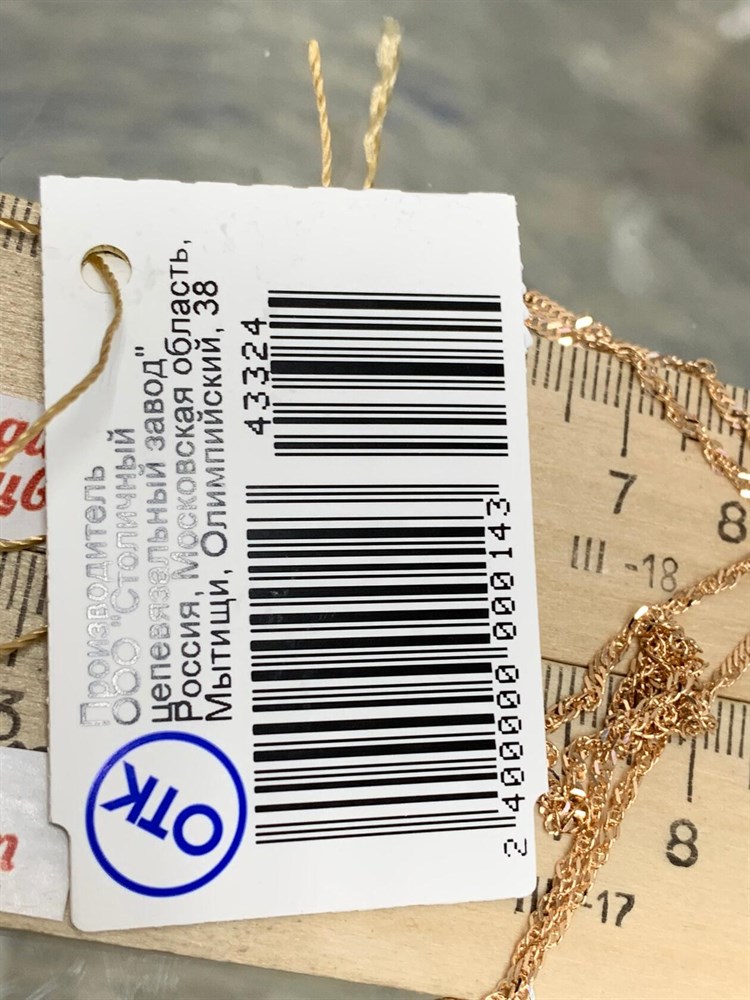 Производитель
ООО "Столичный
цепевязальный завод"
Россия, Московская область,
Мытищи, Олимпийский, 38
43324
2 400000 000143
ОТК
7
8
III -18
8
-17
3